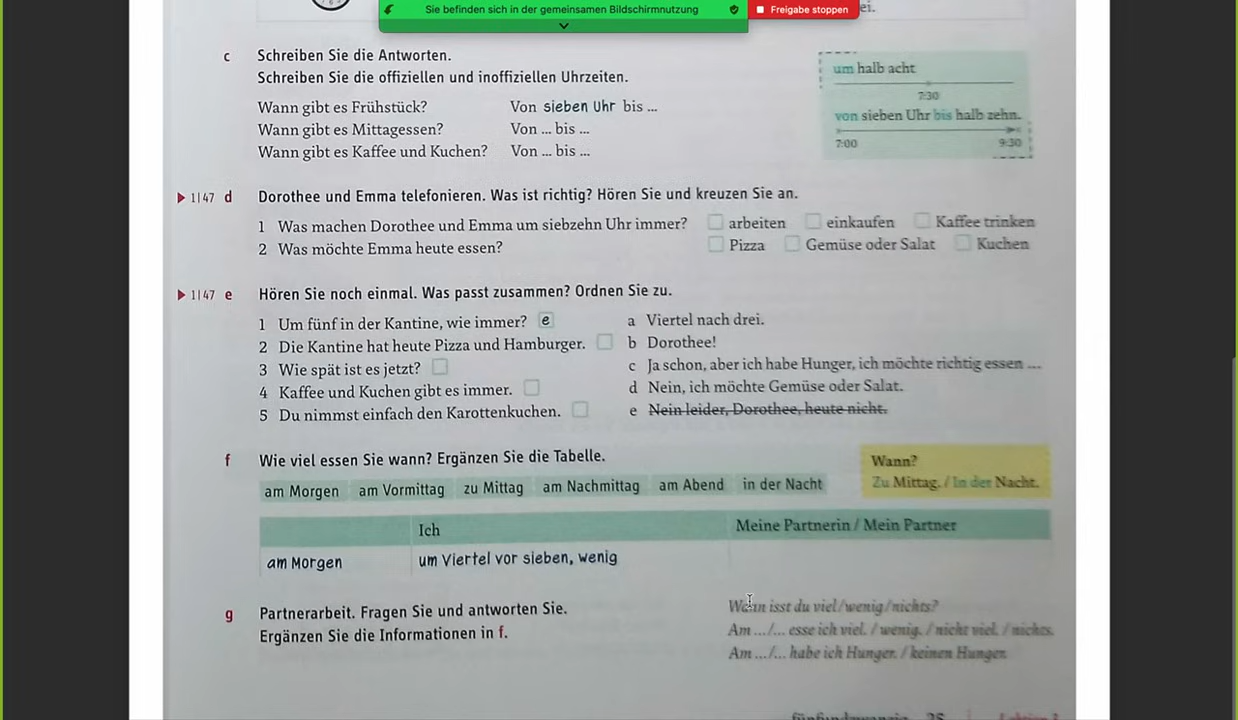 Sie befinden sich in der gemeinsamen Bildschirmnutzung
Freigabe stoppen
ei.
c Schreiben Sie die Antworten.
Schreiben Sie die offiziellen und inoffiziellen Uhrzeiten.
Wann gibt es Frühstück? Von sieben Uhr bis ...
Wann gibt es Mittagessen? Von ... bis ...
Wann gibt es Kaffee und Kuchen? Von ... bis ...
um halb acht
7:30
von sieben Uhr bis halb zehn.
7:00 9:30
1|47 d Dorothee und Emma telefonieren. Was ist richtig? Hören Sie und kreuzen Sie an.
1 Was machen Dorothee und Emma um siebzehn Uhr immer? arbeiten einkaufen Kaffee trinken
2 Was möchte Emma heute essen? Pizza Gemüse oder Salat Kuchen
1|47 e Hören Sie noch einmal. Was passt zusammen? Ordnen Sie zu.
1 Um fünf in der Kantine, wie immer? e
2 Die Kantine hat heute Pizza und Hamburger.
3 Wie spät ist es jetzt?
4 Kaffee und Kuchen gibt es immer.
5 Du nimmst einfach den Karottenkuchen.
a Viertel nach drei.
b Dorothee!
c Ja schon, aber ich habe Hunger, ich möchte richtig essen ...
d Nein, ich möchte Gemüse oder Salat.
e Nein leider, Dorothee, heute nicht.
f Wie viel essen Sie wann? Ergänzen Sie die Tabelle.
am Morgen am Vormittag zu Mittag am Nachmittag am Abend in der Nacht
Wann?
Zu Mittag. / In der Nacht.
Ich Meine Partnerin / Mein Partner
am Morgen um Viertel vor sieben, wenig
g Partnerarbeit. Fragen Sie und antworten Sie.
Ergänzen Sie die Informationen in f.
Wann isst du viel/wenig/nichts?
Am .../... esse ich viel. / wenig. / nicht viel. / nichts.
Am .../... habe ich Hunger. / keinen Hunger.
fünfundzwanzig 25